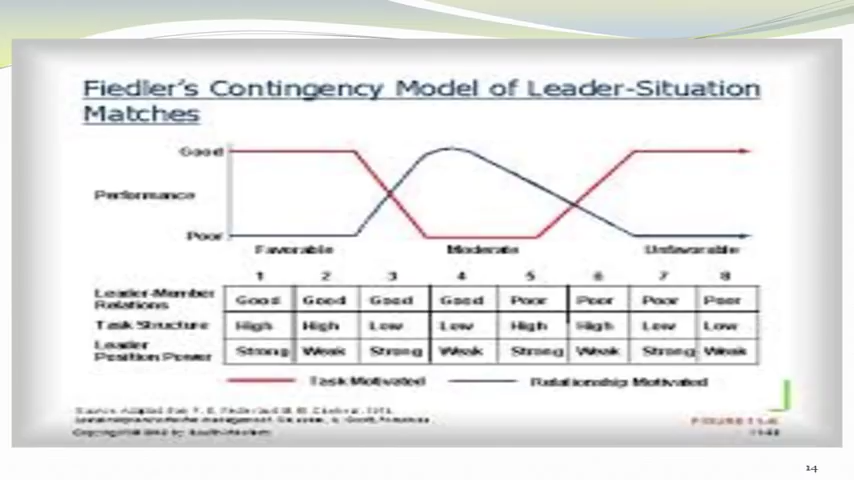 Fiedler's Contingency Model of Leader-Situation
Matches
Good
Performance
Poor
Favorable Moderate Unfavorable
1 2 3 4 5 6 7 8
Leader-Member
Relations Good Good Good Good Poor Poor Poor Poor
Task Structure High High Low Low High High Low Low
Leader
Position Power Strong Weak Strong Weak Strong Weak Strong Weak
Task Motivated Relationship Motivated
14